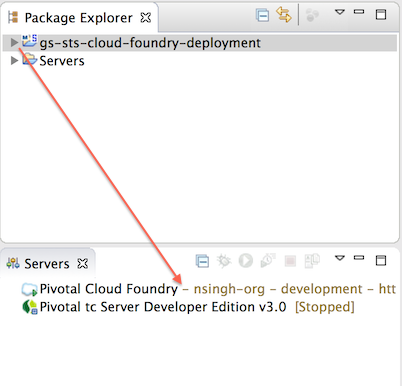 Package Explorer
gs-sts-cloud-foundry-deployment
Servers
Servers
Pivotal Cloud Foundry - nsingh-org - development - htt
Pivotal tc Server Developer Edition v3.0 [Stopped]